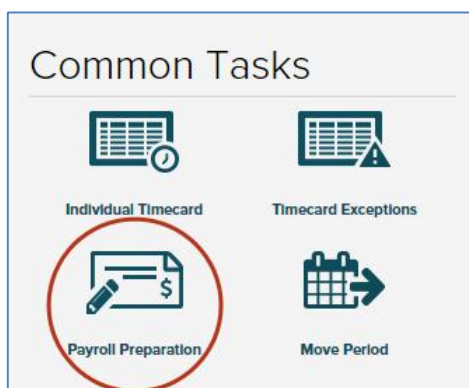 Common Tasks
Individual Timecard
Timecard Exceptions
$
Payroll Preparation
Move Period